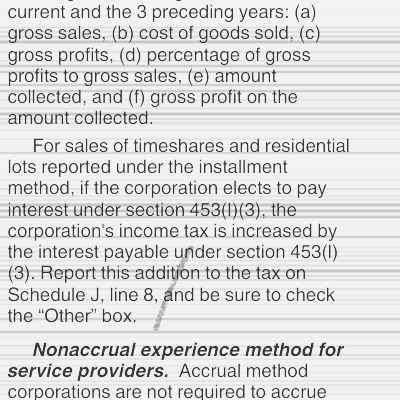 current and the 3 preceding years: (a)
gross sales, (b) cost of goods sold, (c)
gross profits, (d) percentage of gross
profits to gross sales, (e) amount
collected, and (f) gross profit on the
amount collected.
For sales of timeshares and residential
lots reported under the installment
method, if the corporation elects to pay
interest under section 453(l)(3), the
corporation's income tax is increased by
the interest payable under section 453(l)
(3). Report this addition to the tax on
Schedule J, line 8, and be sure to check
the “Other” box.
Nonaccrual experience method for
service providers. Accrual method
corporations are not required to accrue